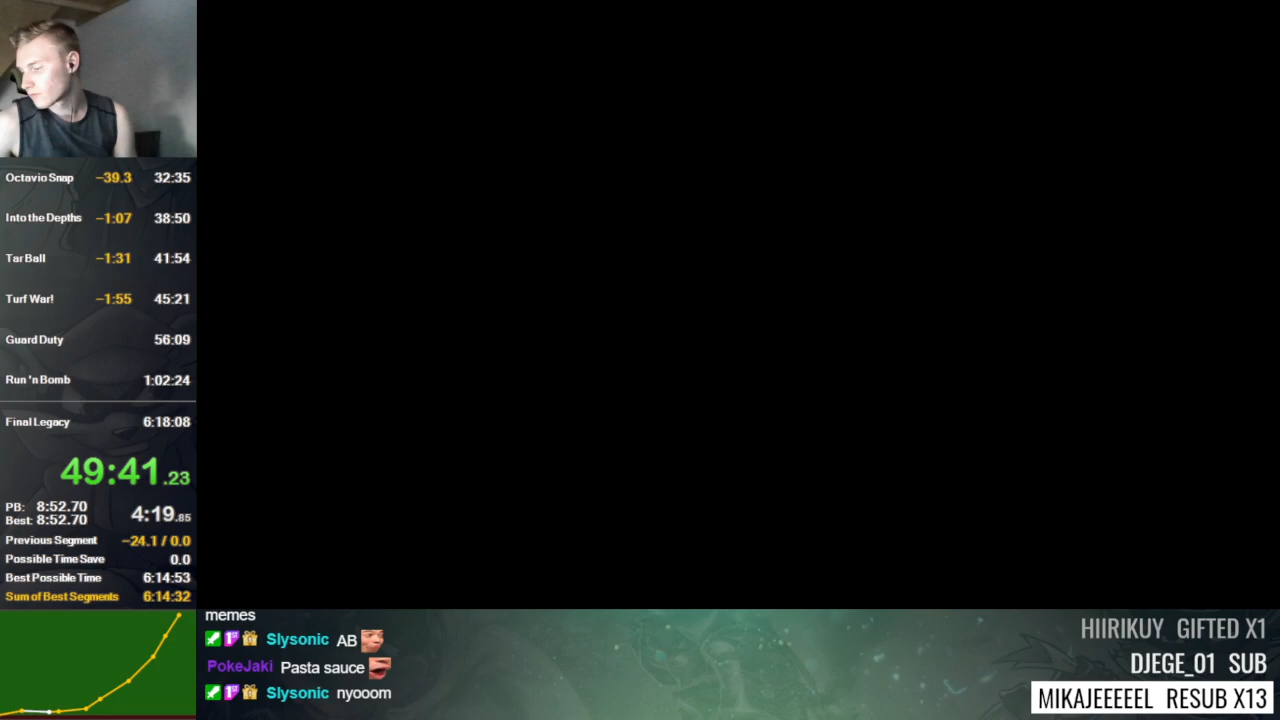 Octavio Snap −39.3 32:35
Into the Depths −1:07 38:50
Tar Ball −1:31 41:54
Turf War! −1:55 45:21
Guard Duty 56:09
Run 'n Bomb 1:02:24
Final Legacy 6:18:08
49:41.23
PB: 8:52.70
Best: 8:52.70
4:19.85
Previous Segment −24.1 / 0.0
Possible Time Save 0.0
Best Possible Time 6:14:53
Sum of Best Segments 6:14:32
memes
Slysonic AB
PokeJaki Pasta sauce
Slysonic nyooom
HIIRIKUY GIFTED X1
DJEGE_01 SUB
MIKAJEEEEEL RESUB X13